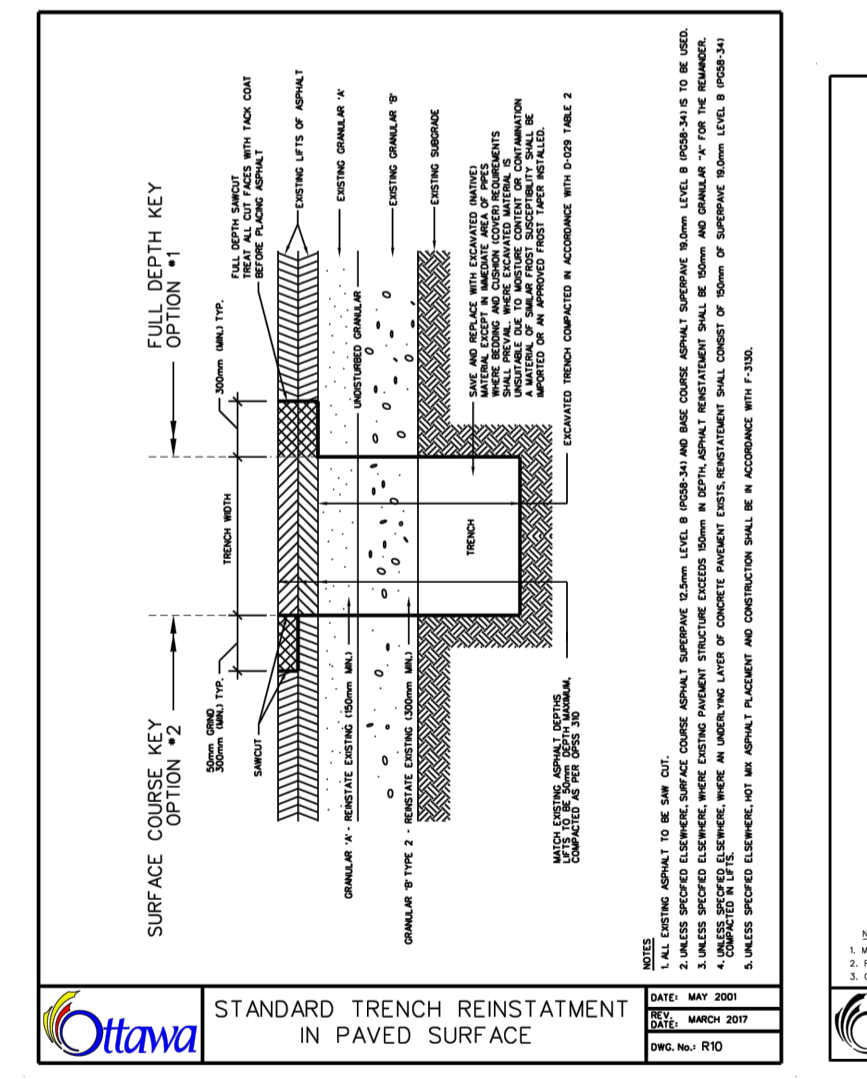 SURFACE COURSE KEY
OPTION #2
FULL DEPTH KEY
OPTION #1
50mm GRIND
300mm (MIN.) TYP.
SAWCUT
TRENCH WIDTH
300mm (MIN.) TYP.
FULL DEPTH SAWCUT
TREAT ALL CUT FACES WITH TACK COAT
BEFORE PLACING ASPHALT
EXISTING LIFTS OF ASPHALT
EXISTING GRANULAR 'A'
EXISTING GRANULAR 'B'
EXISTING SUBGRADE
UNDISTURBED GRANULAR
GRANULAR 'A' - REINSTATE EXISTING (150mm MIN.)
GRANULAR 'B' TYPE 2 - REINSTATE EXISTING (300mm MIN.)
TRENCH
SAVE AND REPLACE WITH EXCAVATED (NATIVE)
MATERIAL EXCEPT IN IMMEDIATE AREA OF PIPES
WHERE BEDDING AND CUSHION (COVER) REQUIREMENTS
SHALL PREVAIL. WHERE EXCAVATED MATERIAL IS
UNSUITABLE DUE TO MOISTURE CONTENT OR CONTAMINATION
A MATERIAL OF SIMILAR FROST SUSCEPTIBILITY SHALL BE
IMPORTED OR AN APPROVED FROST TAPER INSTALLED.
EXCAVATED TRENCH COMPACTED IN ACCORDANCE WITH D-029 TABLE 2
MATCH EXISTING ASPHALT DEPTHS
LIFTS TO BE 50mm DEPTH MAXIMUM,
COMPACTED AS PER OPSS 310
NOTES
1. ALL EXISTING ASPHALT TO BE SAW CUT.
2. UNLESS SPECIFIED ELSEWHERE, SURFACE COURSE ASPHALT SUPERPAVE 12.5mm LEVEL B (PG58-34) AND BASE COURSE ASPHALT SUPERPAVE 19.0mm LEVEL B (PG58-34) IS TO BE USED.
3. UNLESS SPECIFIED ELSEWHERE, WHERE EXISTING PAVEMENT STRUCTURE EXCEEDS 150mm IN DEPTH, ASPHALT REINSTATEMENT SHALL BE 150mm AND GRANULAR "A" FOR THE REMAINDER.
4. UNLESS SPECIFIED ELSEWHERE, WHERE AN UNDERLYING LAYER OF CONCRETE PAVEMENT EXISTS, REINSTATEMENT SHALL CONSIST OF 150mm OF SUPERPAVE 19.0mm LEVEL B (PG58-34)
COMPACTED IN LIFTS.
5. UNLESS SPECIFIED ELSEWHERE, HOT MIX ASPHALT PLACEMENT AND CONSTRUCTION SHALL BE IN ACCORDANCE WITH F-3130.
Ottawa
STANDARD TRENCH REINSTATMENT
IN PAVED SURFACE
DATE: MAY 2001
REV. DATE: MARCH 2017
DWG. No.: R10
1.
2.
3.